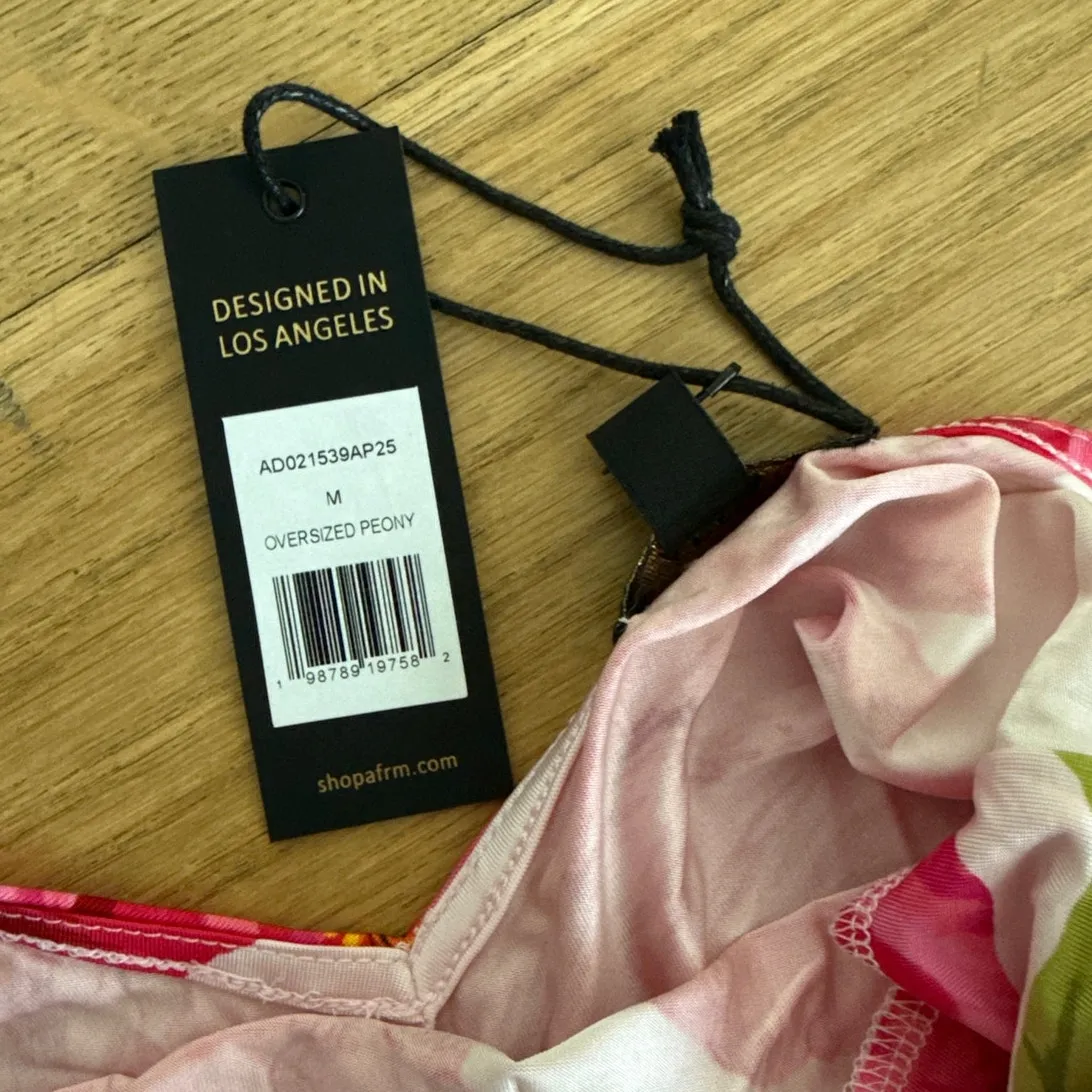 DESIGNED IN
LOS ANGELES
AD021539AP25
M
OVERSIZED PEONY
1 98789 19758 2
shopafrm.com